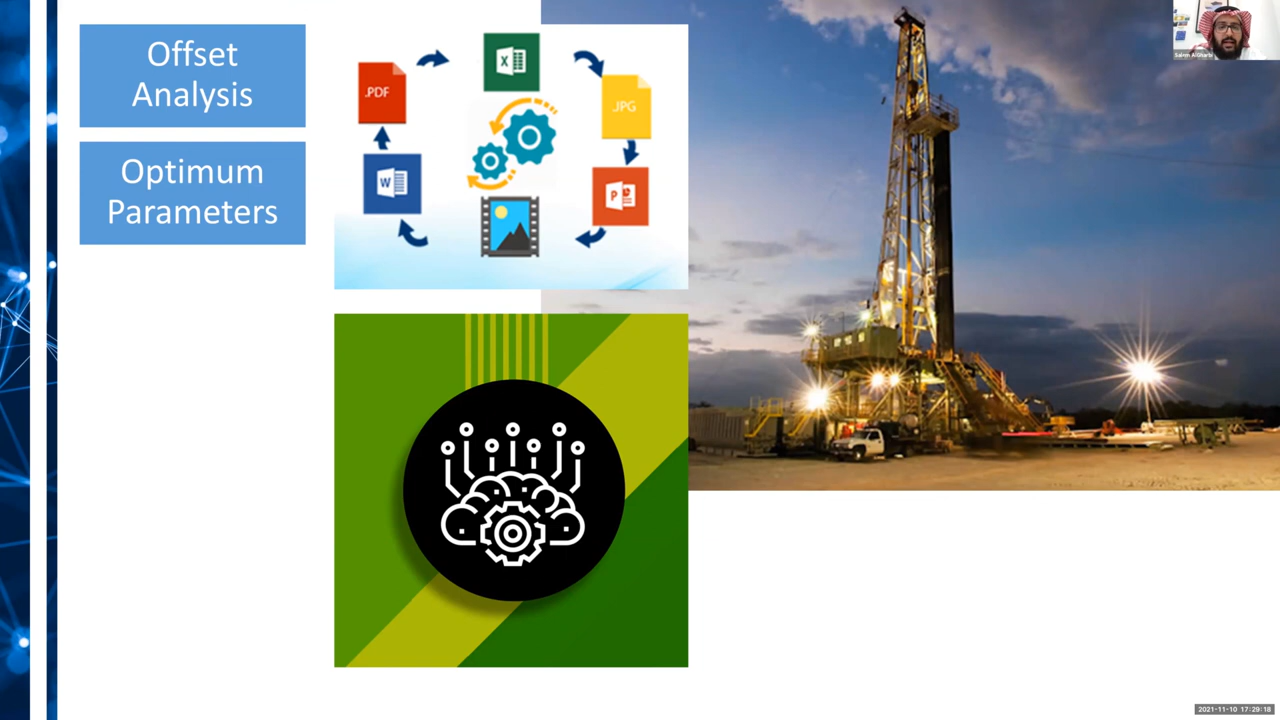 Offset
Analysis
Optimum
Parameters
X
.PDF
.JPG
W
P
2021-11-10 17:29:18